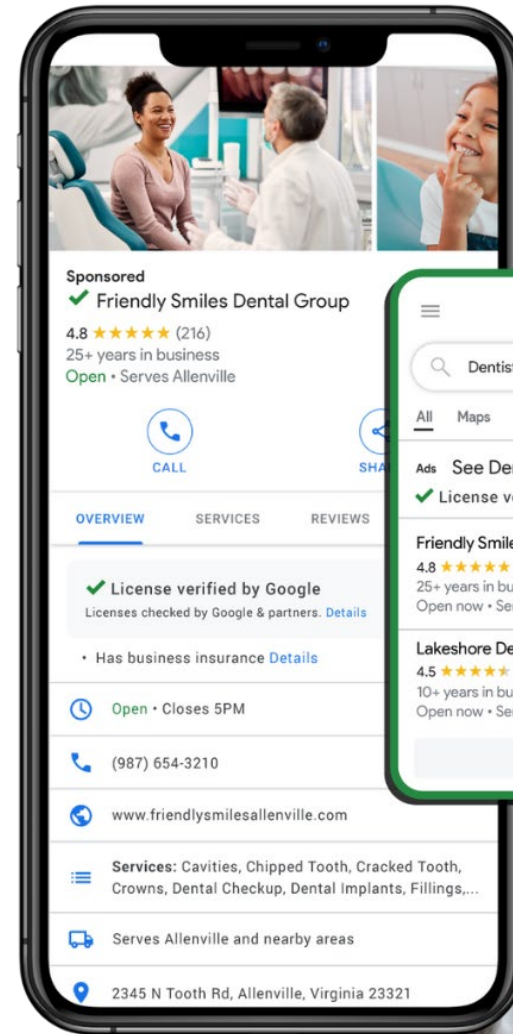 Sponsored
Friendly Smiles Dental Group
4.8 ★★★★★ (216)
25+ years in business
Open • Serves Allenville
CALL
OVERVIEW SERVICES REVIEWS
License verified by Google
Licenses checked by Google & partners. Details
• Has business insurance Details
Open • Closes 5PM
(987) 654-3210
www.friendlysmilesallenville.com
Services: Cavities, Chipped Tooth, Cracked Tooth,
Crowns, Dental Checkup, Dental Implants, Fillings,...
Serves Allenville and nearby areas
2345 N Tooth Rd, Allenville, Virginia 23321
All Maps
Ads See
License
Friendly
4.8 ★★★★★
25+ years in
Open now •
Lakeshore
4.5 ★★★★★
10+ years in
Open now •